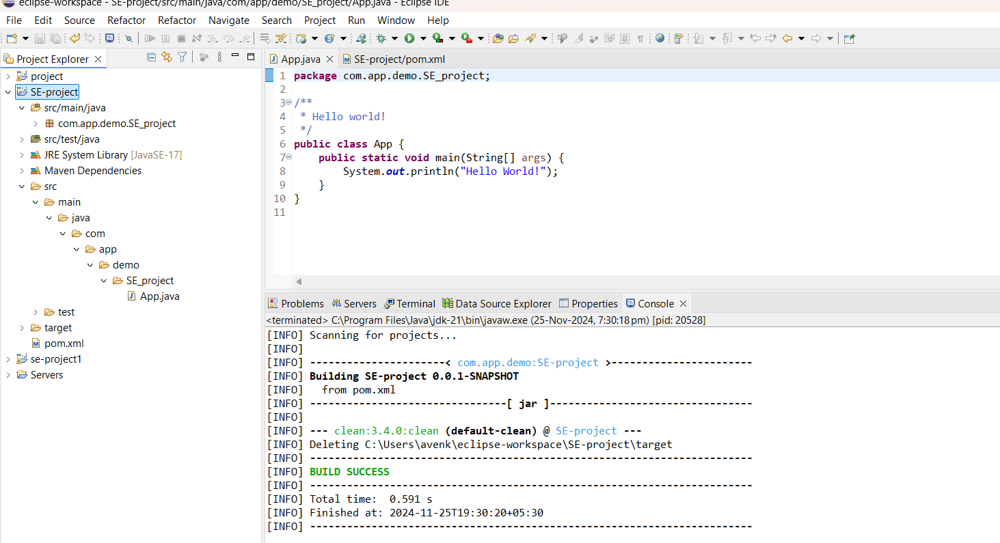 eclipse-workspace - SE-project/src/main/java/com/app/demo/SE_project/App.java - Eclipse IDE
File Edit Source Refactor Refactor Navigate Search Project Run Window Help
Project Explorer
project
SE-project
src/main/java
com.app.demo.SE_project
src/test/java
JRE System Library [JavaSE-17]
Maven Dependencies
src
main
java
com
app
demo
SE_project
App.java
test
target
pom.xml
se-project1
Servers
App.java SE-project/pom.xml
1 package com.app.demo.SE_project;
2
3 /**
4  * Hello world!
5  */
6 public class App {
7     public static void main(String[] args) {
8         System.out.println("Hello World!");
9     }
10 }
11
Problems Servers Terminal Data Source Explorer Properties Console
<terminated> C:\Program Files\Java\jdk-21\bin\javaw.exe (25-Nov-2024, 7:30:18 pm) [pid: 20528]
[INFO] Scanning for projects...
[INFO]
[INFO] ----------------------< com.app.demo:SE-project >-----------------------
[INFO] Building SE-project 0.0.1-SNAPSHOT
[INFO]   from pom.xml
[INFO] --------------------------------[ jar ]---------------------------------
[INFO]
[INFO] --- clean:3.4.0:clean (default-clean) @ SE-project ---
[INFO] Deleting C:\Users\avenk\eclipse-workspace\SE-project\target
[INFO] ------------------------------------------------------------------------
[INFO] BUILD SUCCESS
[INFO] ------------------------------------------------------------------------
[INFO] Total time:  0.591 s
[INFO] Finished at: 2024-11-25T19:30:20+05:30
[INFO] ------------------------------------------------------------------------